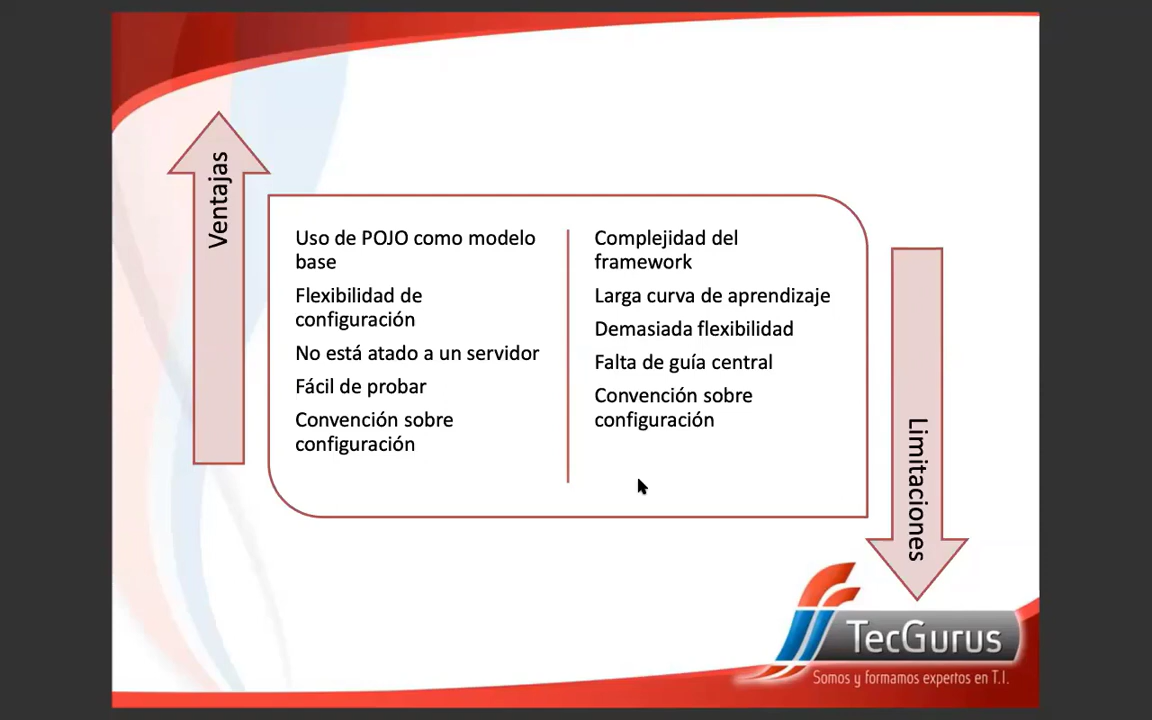 Ventajas
Uso de POJO como modelo
base
Flexibilidad de
configuración
No está atado a un servidor
Fácil de probar
Convención sobre
configuración
Complejidad del
framework
Larga curva de aprendizaje
Demasiada flexibilidad
Falta de guía central
Convención sobre
configuración
Limitaciones
TecGurus
Somos y formamos expertos en T.I.